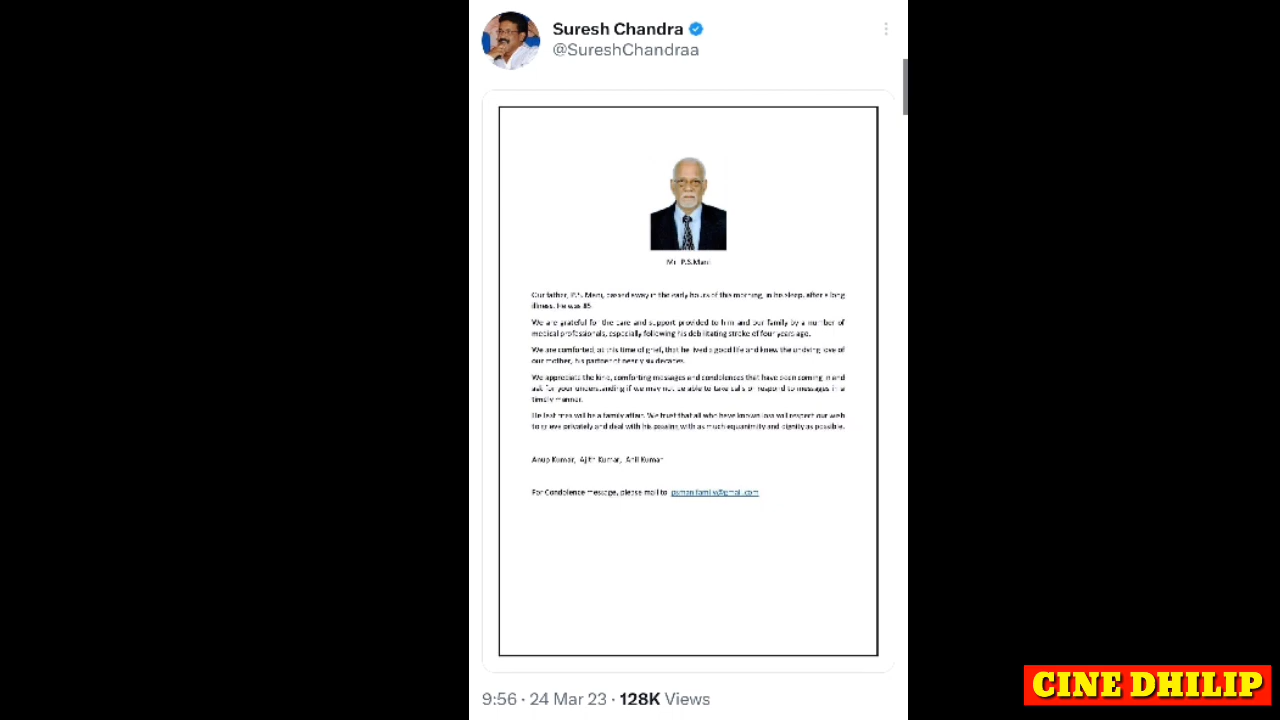 Suresh Chandra
@SureshChandraa
Mr P.S.Mani
Our father, P.S. Mani, passed away in the early hours of this morning, in his sleep, after a long
illness. He was 85
We are grateful for the care and support provided to him and our family by a number of
medical professionals, especially following his debilitating stroke of four years ago.
We are comforted, at this time of grief, that he lived a good life and knew the undying love of
our mother, his partner of nearly six decades.
We appreciate the kind, comforting messages and condolences that have been coming in and
ask for your understanding if we may not be able to take calls or respond to messages in a
timely manner.
will be a family affair. We trust that all who have known loss will respect our wish
to grieve privately and deal with his passing with as much equanimity and dignity as possible.
Anup Kumar, Ajith Kumar, Anil Kumar
For Condolence message, please mail to psmanifamily@gmail.com
9:56 · 24 Mar 23 · 128K Views
CINE DHILIP